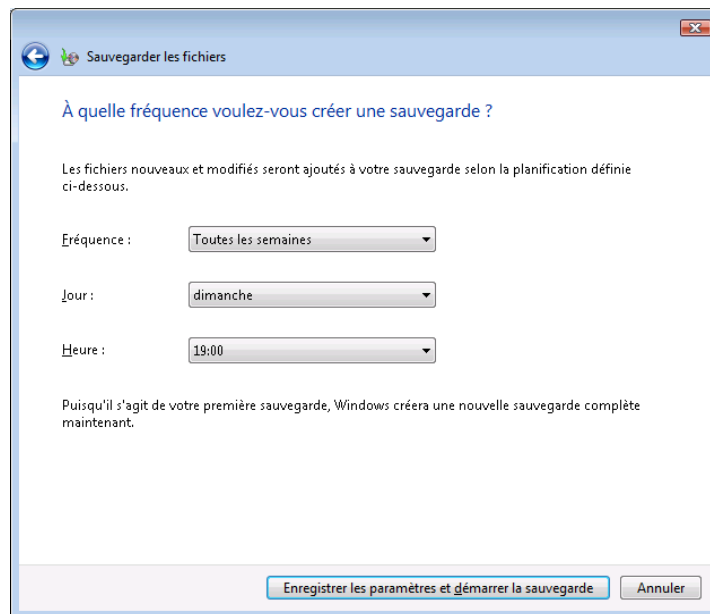 Sauvegarder les fichiers
À quelle fréquence voulez-vous créer une sauvegarde ?
Les fichiers nouveaux et modifiés seront ajoutés à votre sauvegarde selon la planification définie
ci-dessous.
Fréquence : Toutes les semaines
Jour : dimanche
Heure : 19:00
Puisqu'il s'agit de votre première sauvegarde, Windows créera une nouvelle sauvegarde complète
maintenant.
Enregistrer les paramètres et démarrer la sauvegarde Annuler